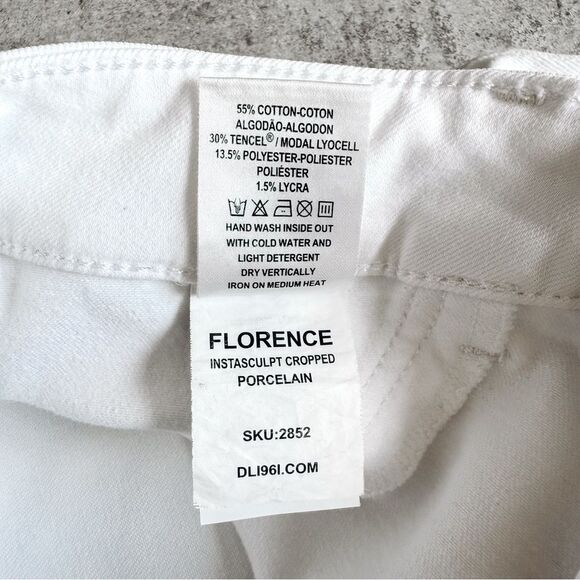 55% COTTON-COTON
ALGODÃO-ALGODON
30% TENCEL® / MODAL LYOCELL
13.5% POLYESTER-POLIESTER
POLIÉSTER
1.5% LYCRA
HAND WASH INSIDE OUT
WITH COLD WATER AND
LIGHT DETERGENT
DRY VERTICALLY
IRON ON MEDIUM HEAT
FLORENCE
INSTASCULPT CROPPED
PORCELAIN
SKU:2852
DLI96I.COM